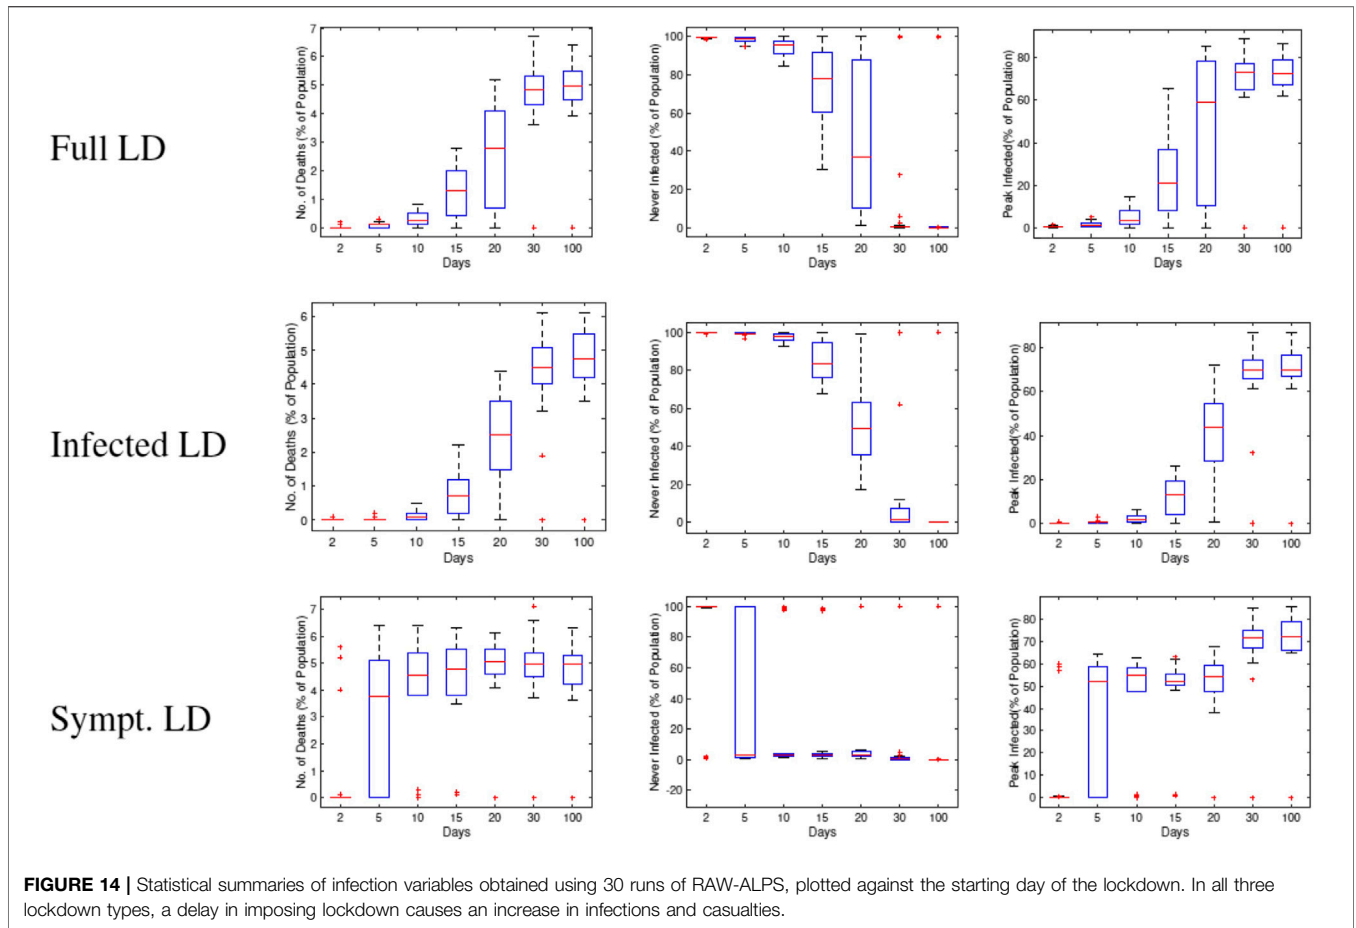 Full LD
No. of Deaths (% of Population)
7
6
5
4
3
2
1
0
2 5 10 15 20 30 100
Days
Never Infected (% of Population)
100
80
60
40
20
0
2 5 10 15 20 30 100
Days
Peak Infected(% of Population)
80
60
40
20
0
2 5 10 15 20 30 100
Days
Infected LD
No. of Deaths (% of Population)
6
5
4
3
2
1
0
2 5 10 15 20 30 100
Days
Never Infected (% of Population)
100
80
60
40
20
0
2 5 10 15 20 30 100
Days
Peak Infected(% of Population)
80
60
40
20
0
2 5 10 15 20 30 100
Days
Sympt. LD
No. of Deaths (% of Population)
7
6
5
4
3
2
1
0
2 5 10 15 20 30 100
Days
Never Infected (% of Population)
100
80
60
40
20
0
-20
2 5 10 15 20 30 100
Days
Peak Infected(% of Population)
80
70
60
50
40
30
20
10
0
2 5 10 15 20 30 100
Days
FIGURE 14 | Statistical summaries of infection variables obtained using 30 runs of RAW-ALPS, plotted against the starting day of the lockdown. In all three
lockdown types, a delay in imposing lockdown causes an increase in infections and casualties.